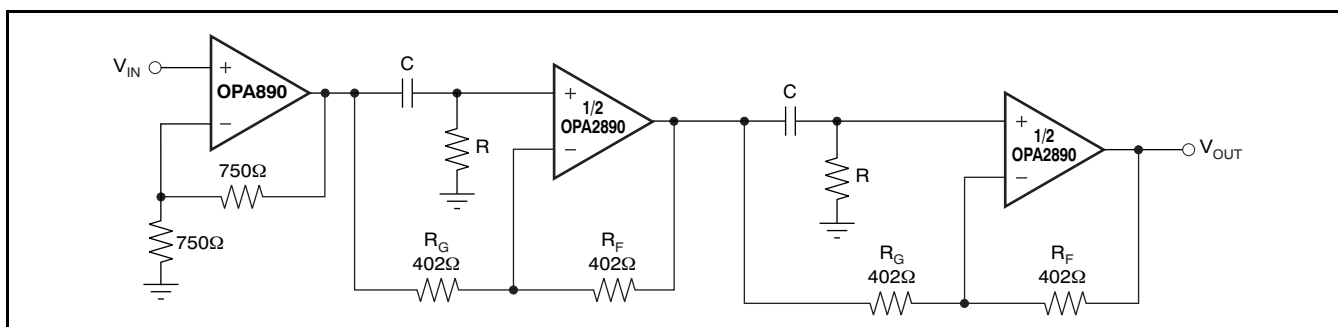 V_IN
+
OPA890
−
750Ω
750Ω
C
R
+
1/2
OPA2890
−
R_G
402Ω
R_F
402Ω
C
R
+
1/2
OPA2890
−
V_OUT
R_G
402Ω
R_F
402Ω